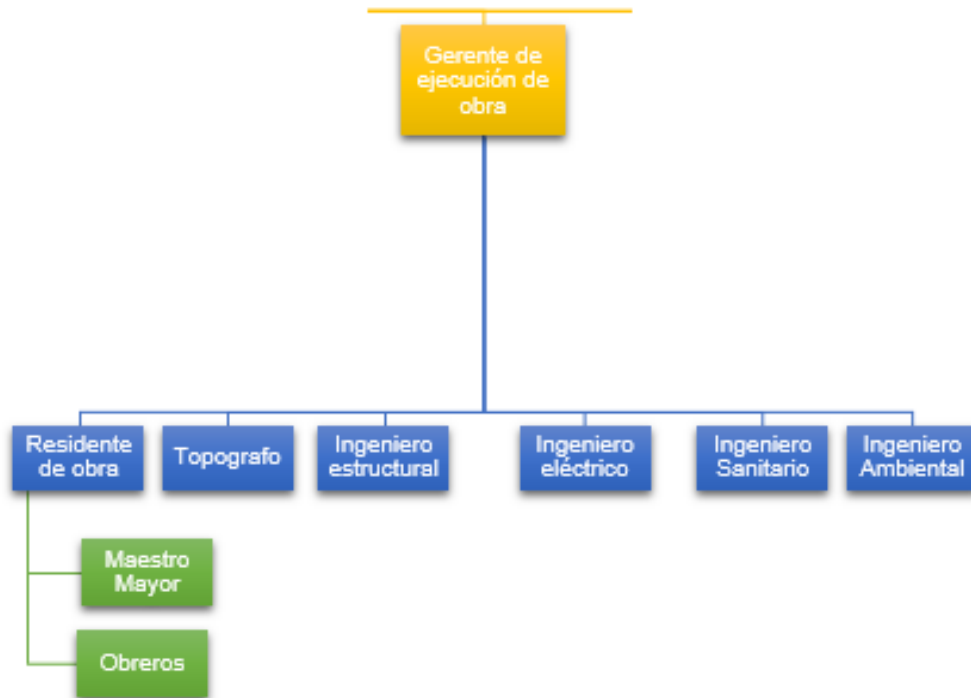 Gerente de
ejecución de
obra
Residente
de obra
Topografo
Ingeniero
estructural
Ingeniero
eléctrico
Ingeniero
Sanitario
Ingeniero
Ambiental
Maestro
Mayor
Obreros